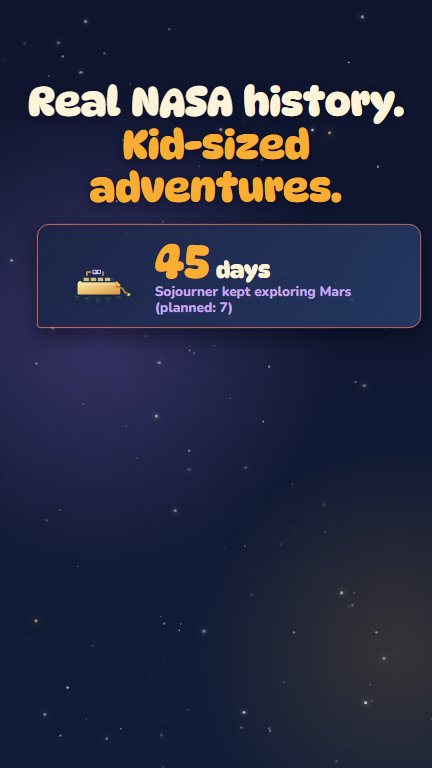 Real NASA history.
Kid-sized
adventures.
45 days
Sojourner kept exploring Mars
(planned: 7)